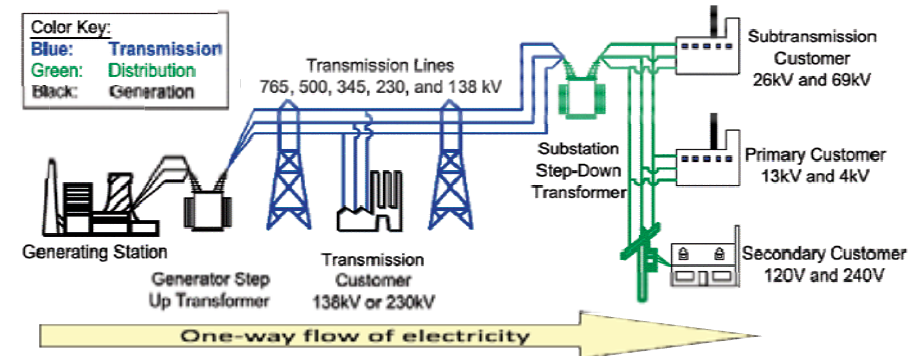 Color Key:
Blue: Transmission
Green: Distribution
Black: Generation
Transmission Lines
765, 500, 345, 230, and 138 kV
Subtransmission
Customer
26kV and 69kV
Substation
Step-Down
Transformer
Primary Customer
13kV and 4kV
Generating Station
Generator Step
Up Transformer
Transmission
Customer
138kV or 230kV
Secondary Customer
120V and 240V
One-way flow of electricity